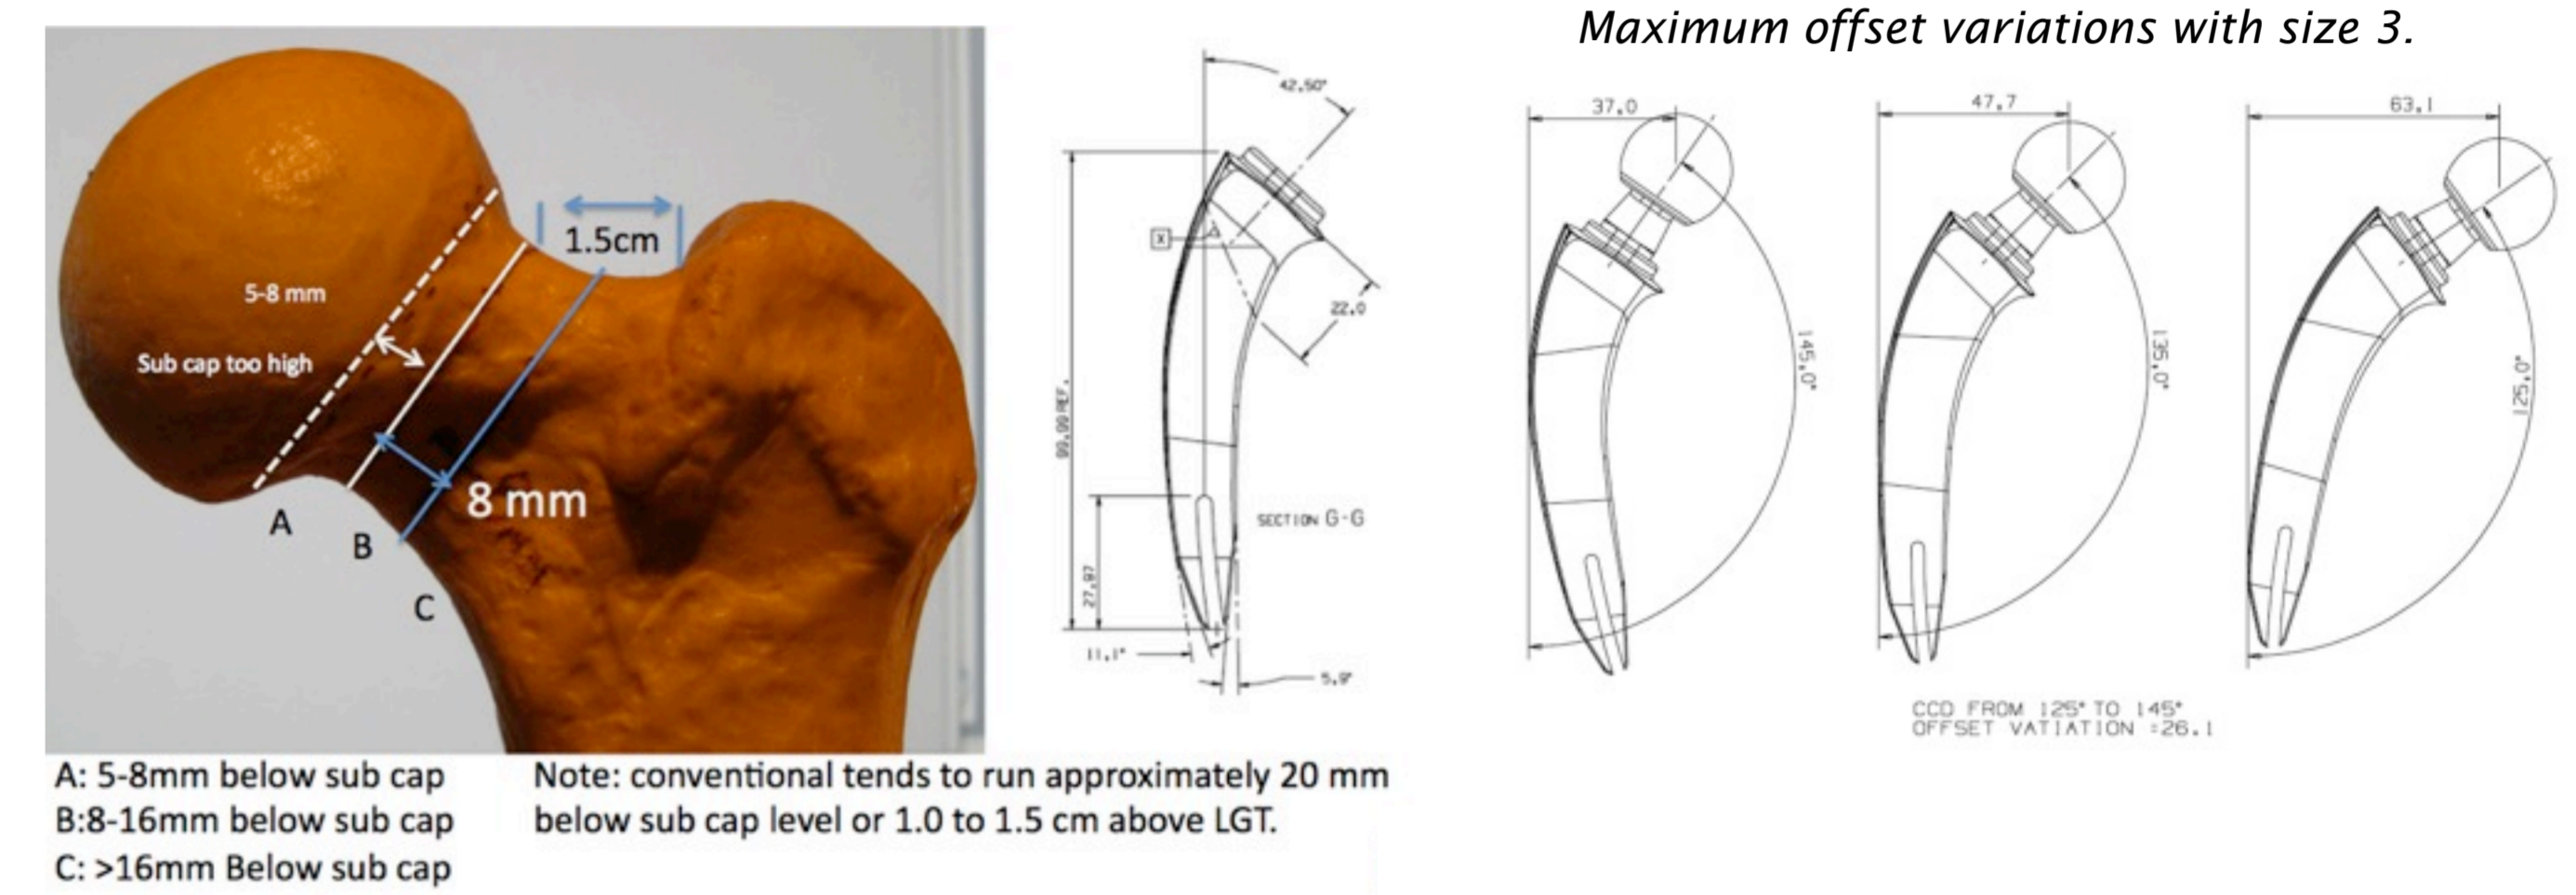 Maximum offset variations with size 3.
1.5cm
5-8 mm
Sub cap too high
8 mm
A
B
C
A: 5-8mm below sub cap
B:8-16mm below sub cap
C: >16mm Below sub cap
Note: conventional tends to run approximately 20 mm
below sub cap level or 1.0 to 1.5 cm above LGT.
42.50°
X
22.0
99.99 REF.
SECTION G-G
27.97
11.1°
5.9°
37.0
145.0°
47.7
135.0°
63.1
125.0°
CCD FROM 125° TO 145°
OFFSET VATIATION :26.1